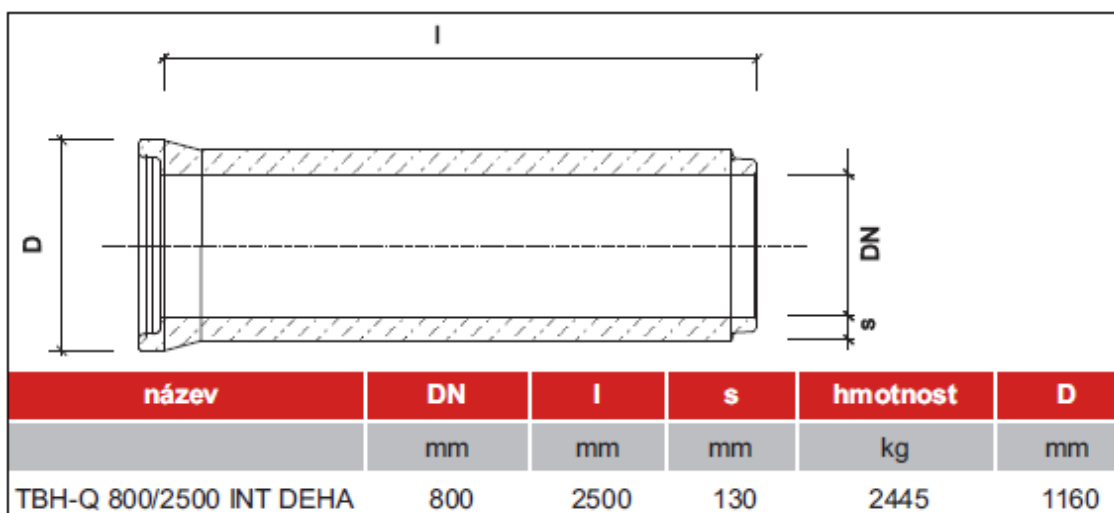 l
D
DN
s
název DN l s hmotnost D
mm mm mm kg mm
TBH-Q 800/2500 INT DEHA 800 2500 130 2445 1160